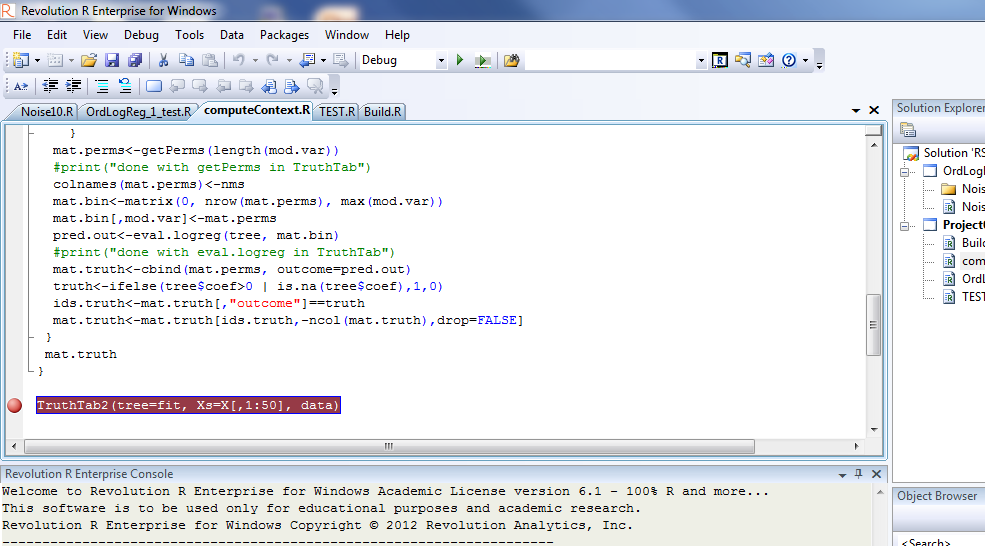 Revolution R Enterprise for Windows
File Edit View Debug Tools Data Packages Window Help
Debug
Noise10.R OrdLogReg_1_test.R computeContext.R TEST.R Build.R
}
mat.perms<-getPerms(length(mod.var))
#print("done with getPerms in TruthTab")
colnames(mat.perms)<-nms
mat.bin<-matrix(0, nrow(mat.perms), max(mod.var))
mat.bin[,mod.var]<-mat.perms
pred.out<-eval.logreg(tree, mat.bin)
#print("done with eval.logreg in TruthTab")
mat.truth<-cbind(mat.perms, outcome=pred.out)
truth<-ifelse(tree$coef>0 | is.na(tree$coef),1,0)
ids.truth<-mat.truth[,"outcome"]==truth
mat.truth<-mat.truth[ids.truth,-ncol(mat.truth),drop=FALSE]
}
mat.truth
}
TruthTab2(tree=fit, Xs=X[,1:50], data)
Solution Explorer
Solution 'RS
OrdLogl
Nois
Nois
Project
Buil
com
OrdL
TEST
Revolution R Enterprise Console
Welcome to Revolution R Enterprise for Windows Academic License version 6.1 - 100% R and more...
This software is to be used only for educational purposes and academic research.
Revolution R Enterprise for Windows Copyright © 2012 Revolution Analytics, Inc.
----------------------------------------------------------------------
Object Browser
<Search>